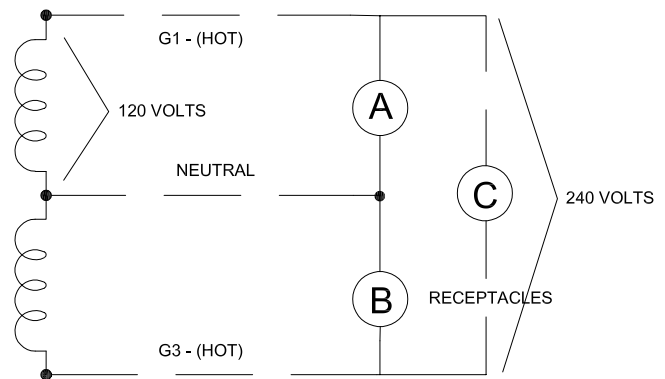 G1 - (HOT)
A
120 VOLTS
NEUTRAL
C
240 VOLTS
B
RECEPTACLES
G3 - (HOT)